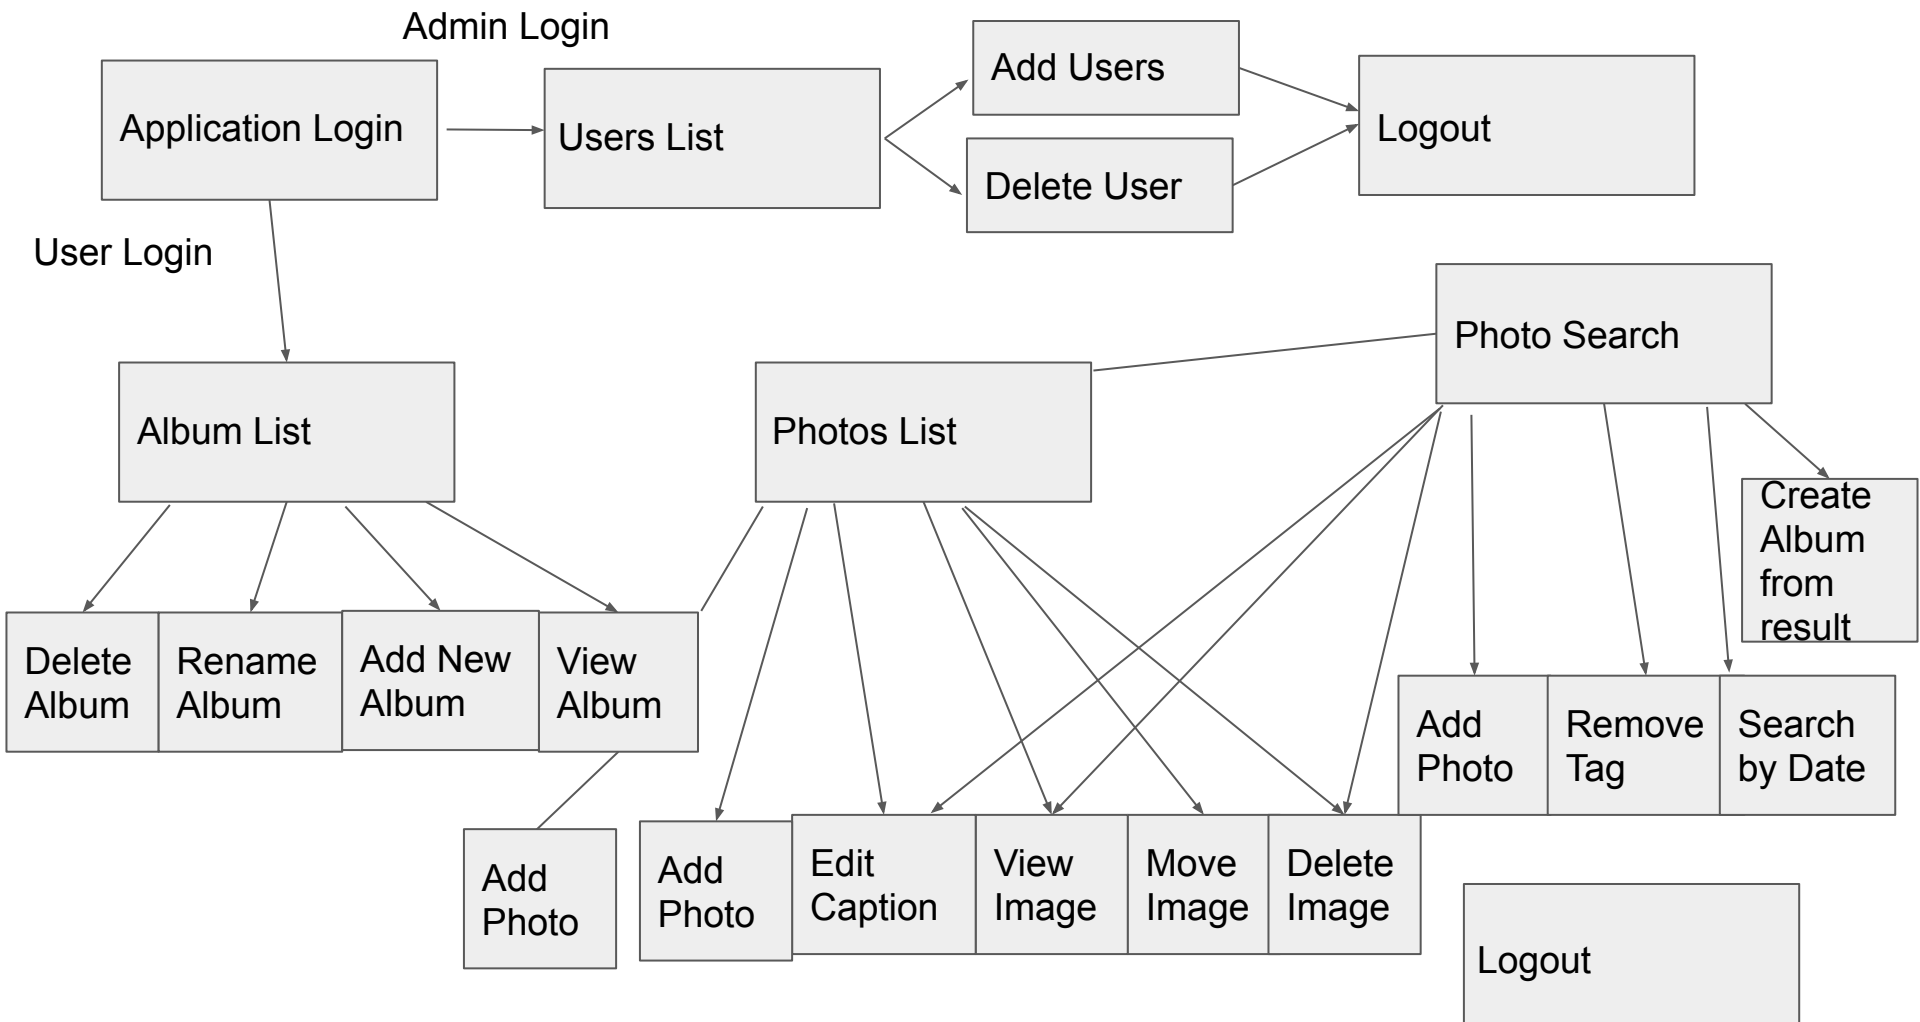 Admin Login
Application Login
Users List
Add Users
Delete User
Logout
User Login
Album List
Photos List
Photo Search
Delete
Album
Rename
Album
Add New
Album
View
Album
Create
Album
from
result
Add
Photo
Remove
Tag
Search
by Date
Add
Photo
Add
Photo
Edit
Caption
View
Image
Move
Image
Delete
Image
Logout